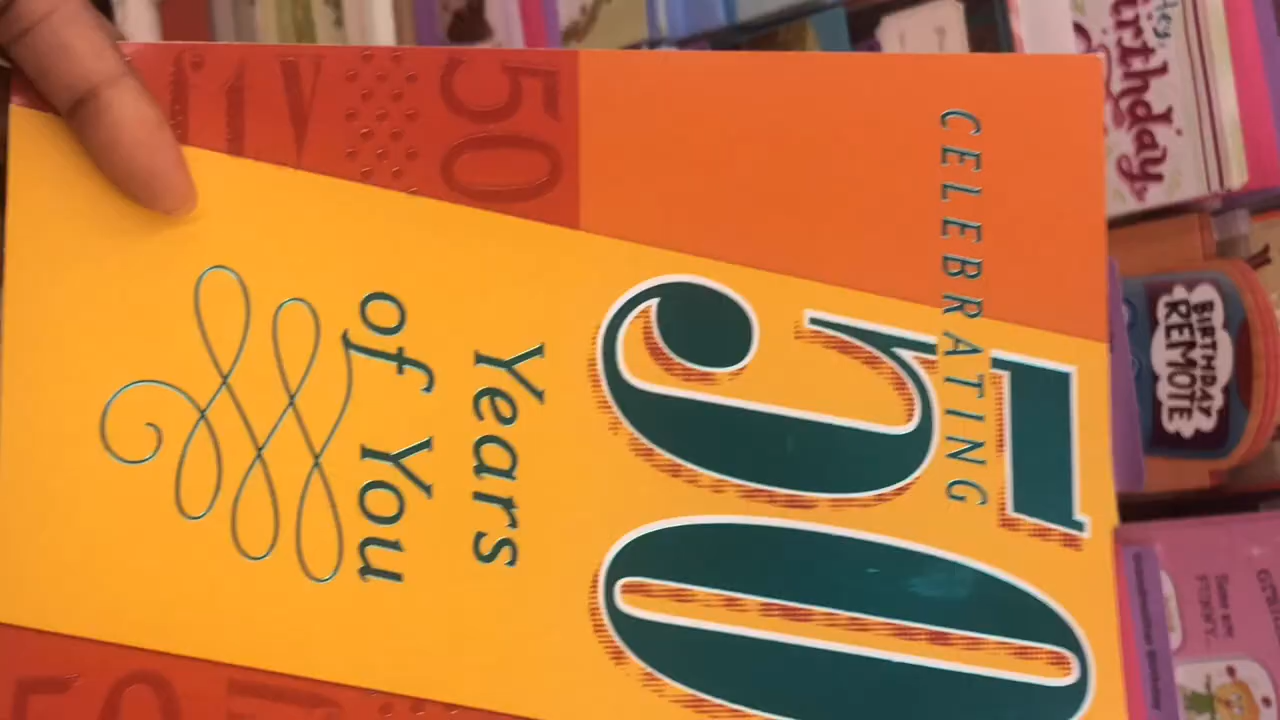 CELEBRATING
50
Years
of You
50
Birthday
BIRTHDAY
REMOTE